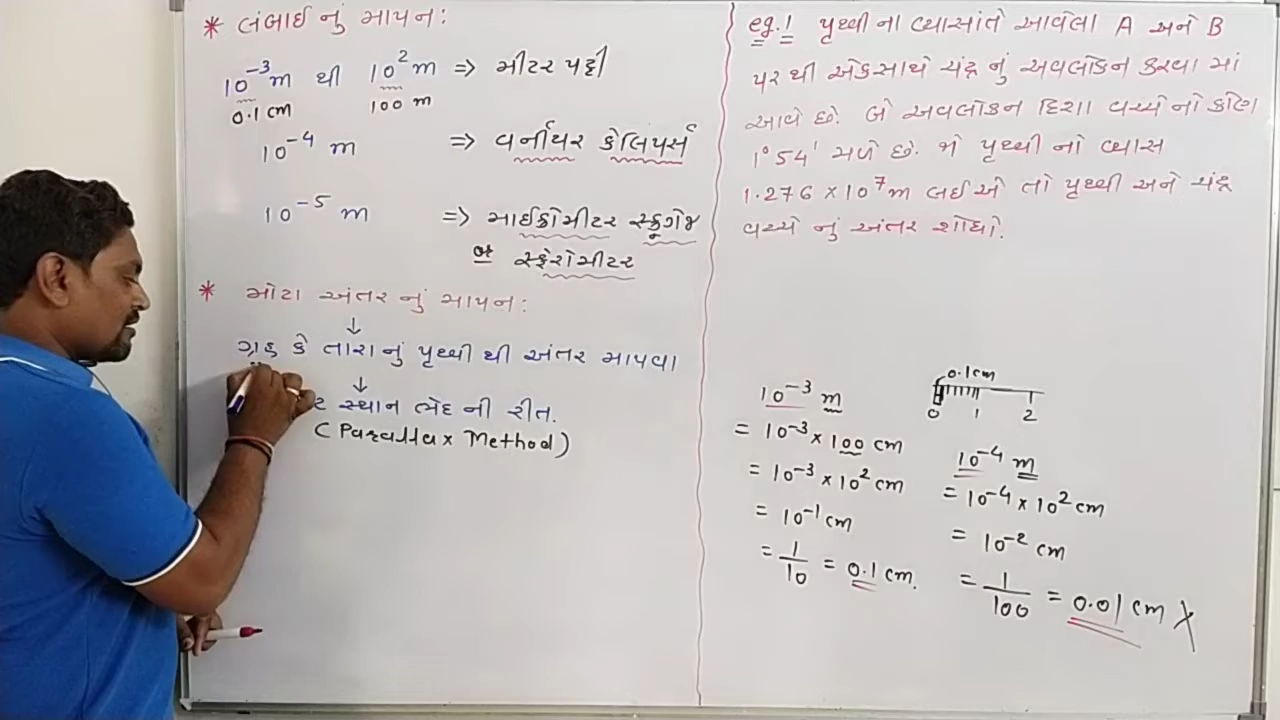 * લંબાઈ નું માપન:
10⁻³m થી 10²m => મીટર પટ્ટી
0.1 cm 100 m
10⁻⁴ m => વર્નીયર કેલિપર્સ
10⁻⁵ m => માઈક્રોમીટર સ્ક્રુગેજ
or સ્ફેરોમીટર
* મોટા અંતર નું માપન:
↓
ગ્રહ કે તારા નું પૃથ્વી થી અંતર માપવા
↓
સ્થાન ભેદ ની રીત.
(Parallax Method)
eg.1 પૃથ્વી ના વ્યાસાંતે આવેલા A અને B
પર થી એકસાથે ચંદ્ર નું અવલોકન કરવા માં
આવે છે. બે અવલોકન દિશા વચ્ચે નો કોણ
1° 54' મળે છે. જો પૃથ્વી નો વ્યાસ
1.276 × 10⁷ m લઈએ તો પૃથ્વી અને ચંદ્ર
વચ્ચે નું અંતર શોધો.
0.1cm
0 1 2
10⁻³ m
= 10⁻³ × 100 cm
= 10⁻³ × 10² cm
= 10⁻¹ cm
= 1/10 = 0.1 cm.
10⁻⁴ m
= 10⁻⁴ × 10² cm
= 10⁻² cm
= 1/100 = 0.01 cm X